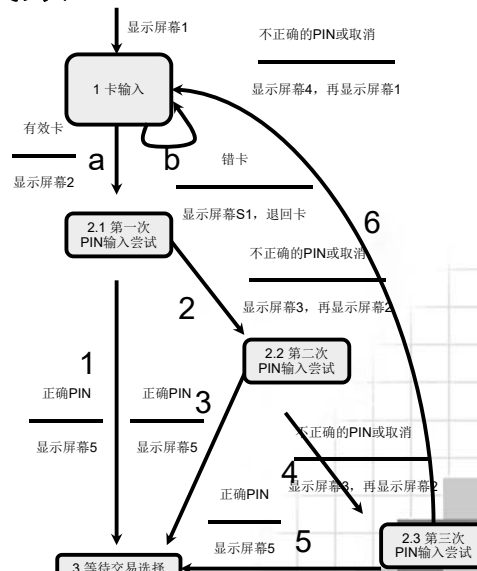 显示屏幕1
不正确的PIN或取消
显示屏幕4，再显示屏幕1
1 卡输入
有效卡
显示屏幕2
a
b
错卡
显示屏幕S1，退回卡
6
2.1 第一次
PIN输入尝试
不正确的PIN或取消
显示屏幕3，再显示屏幕2
2
2.2 第二次
PIN输入尝试
1
正确PIN
显示屏幕5
正确PIN
显示屏幕5
3
不正确的PIN或取消
显示屏幕3，再显示屏幕2
4
正确PIN
显示屏幕5
5
2.3 第三次
PIN输入尝试
3 等待交易选择